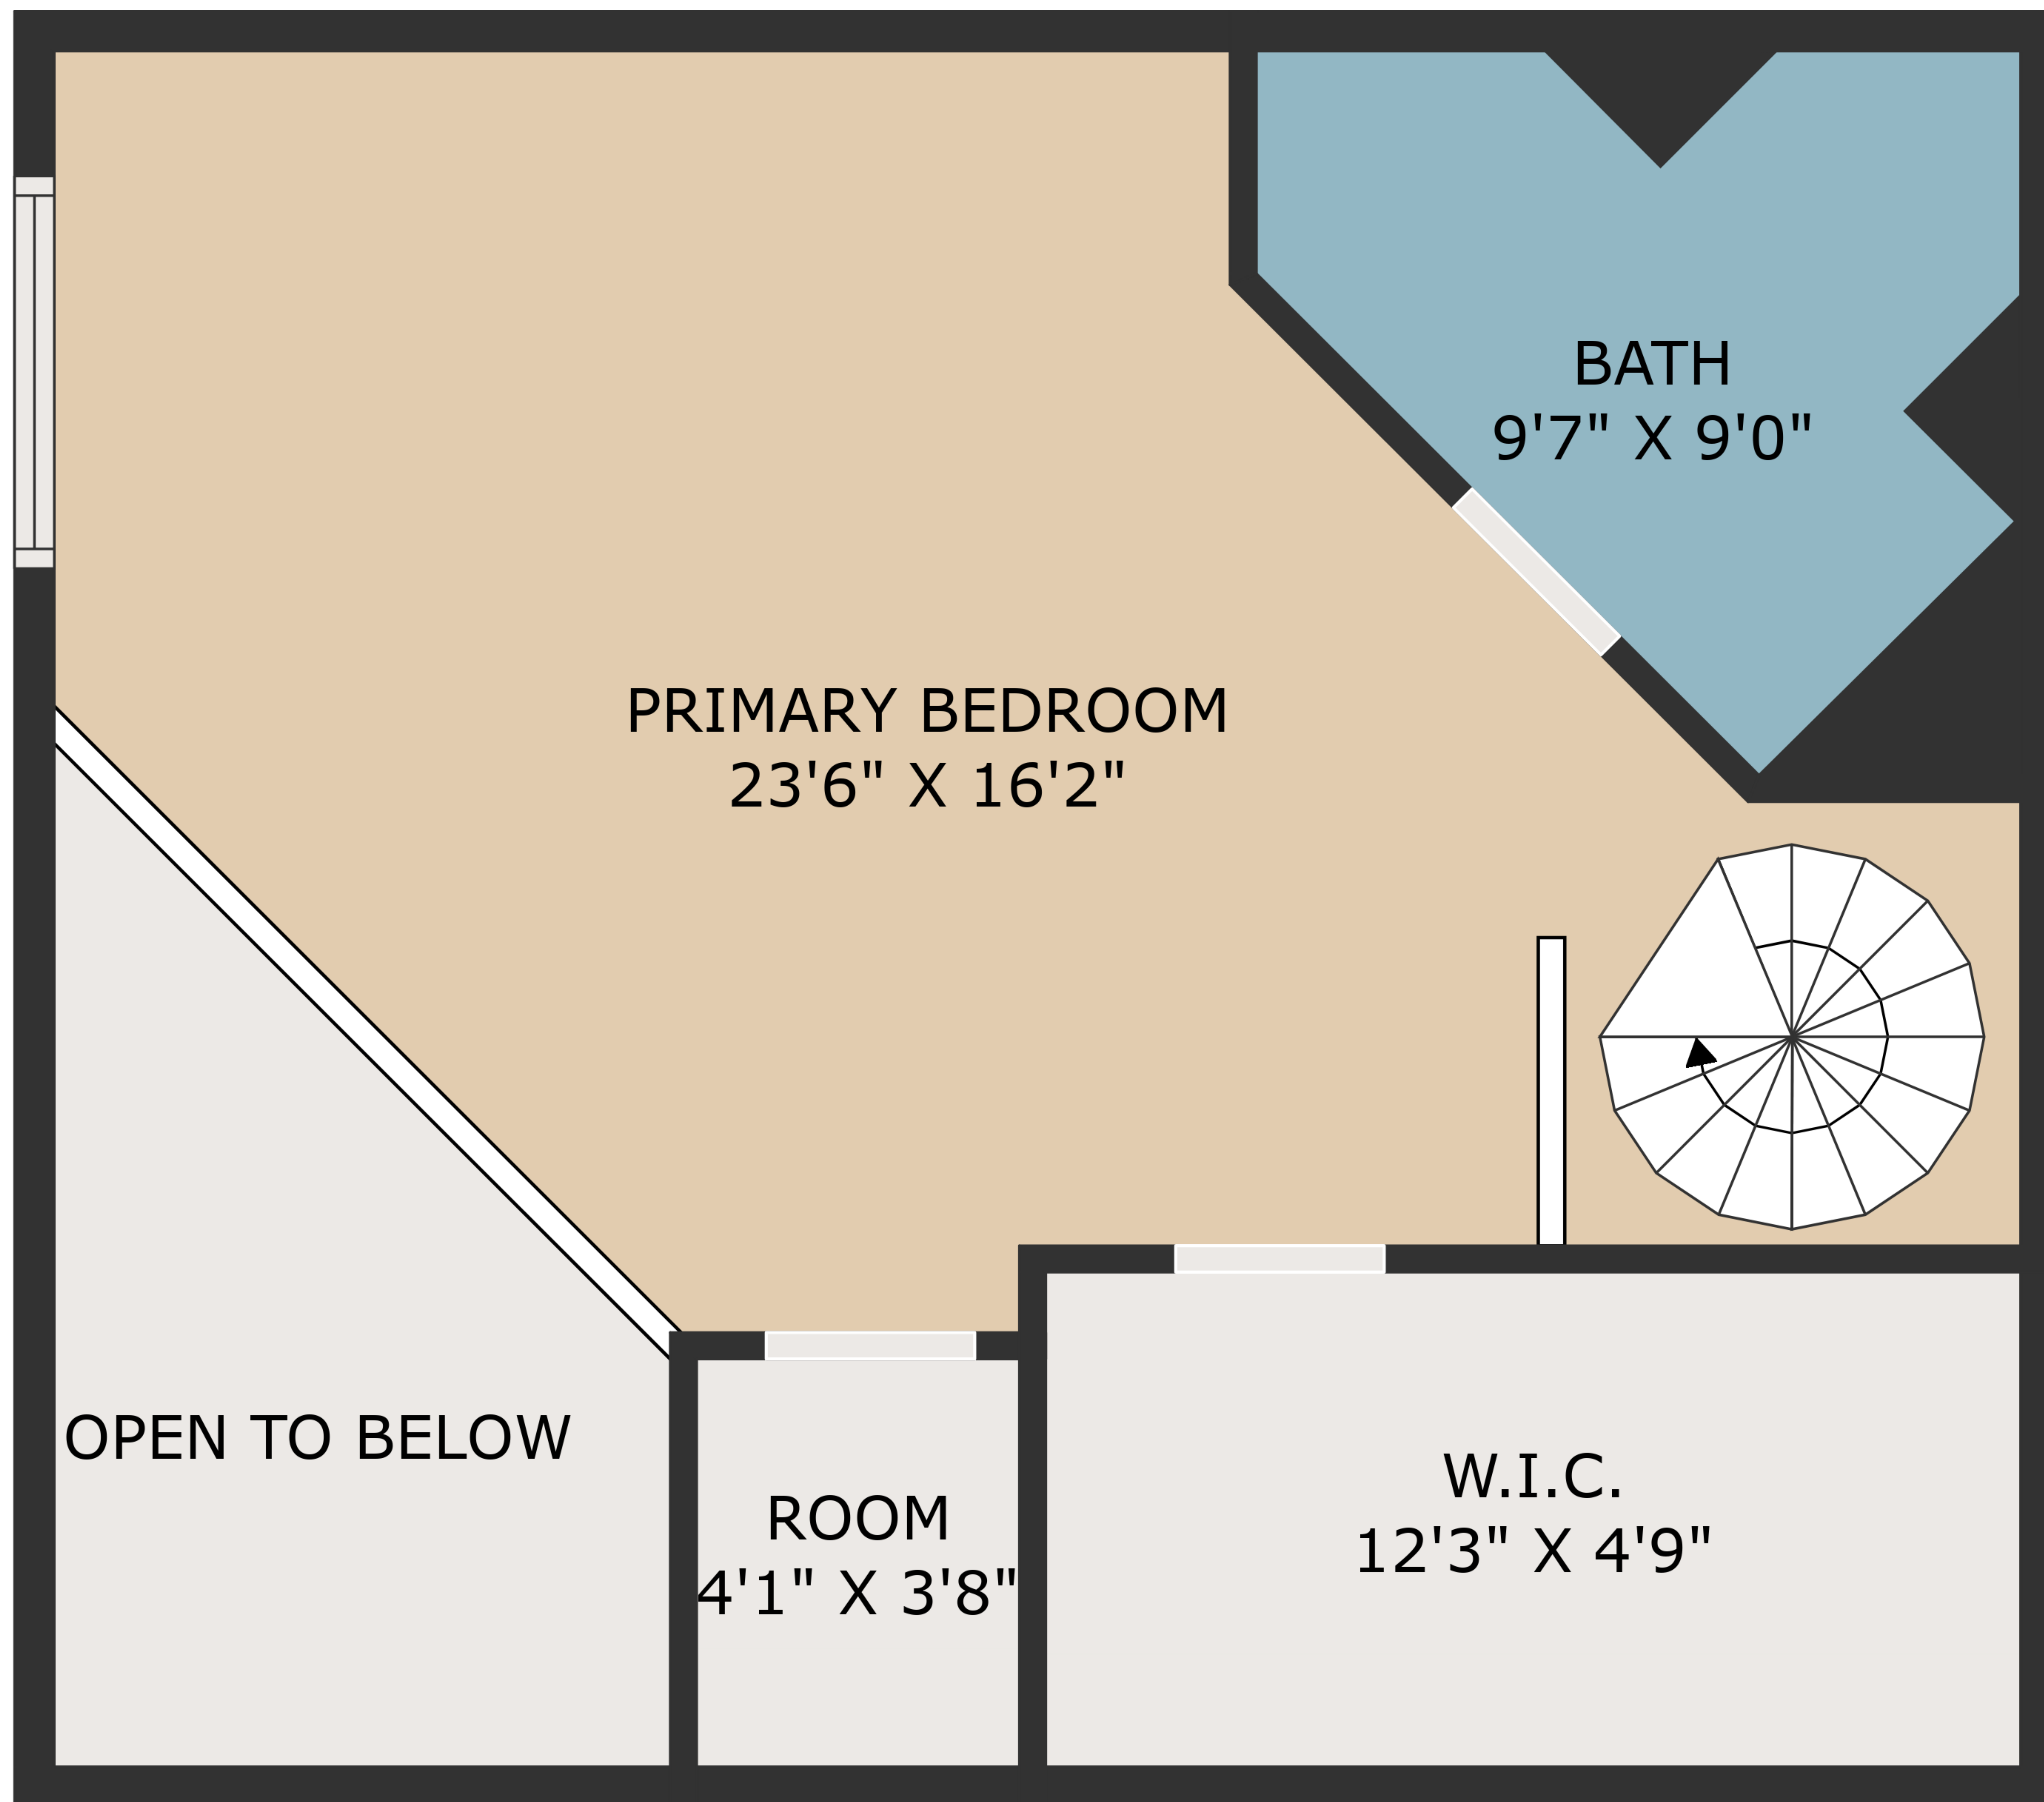 BATH
9'7" X 9'0"
PRIMARY BEDROOM
23'6" X 16'2"
OPEN TO BELOW
ROOM
4'1" X 3'8"
W.I.C.
12'3" X 4'9"